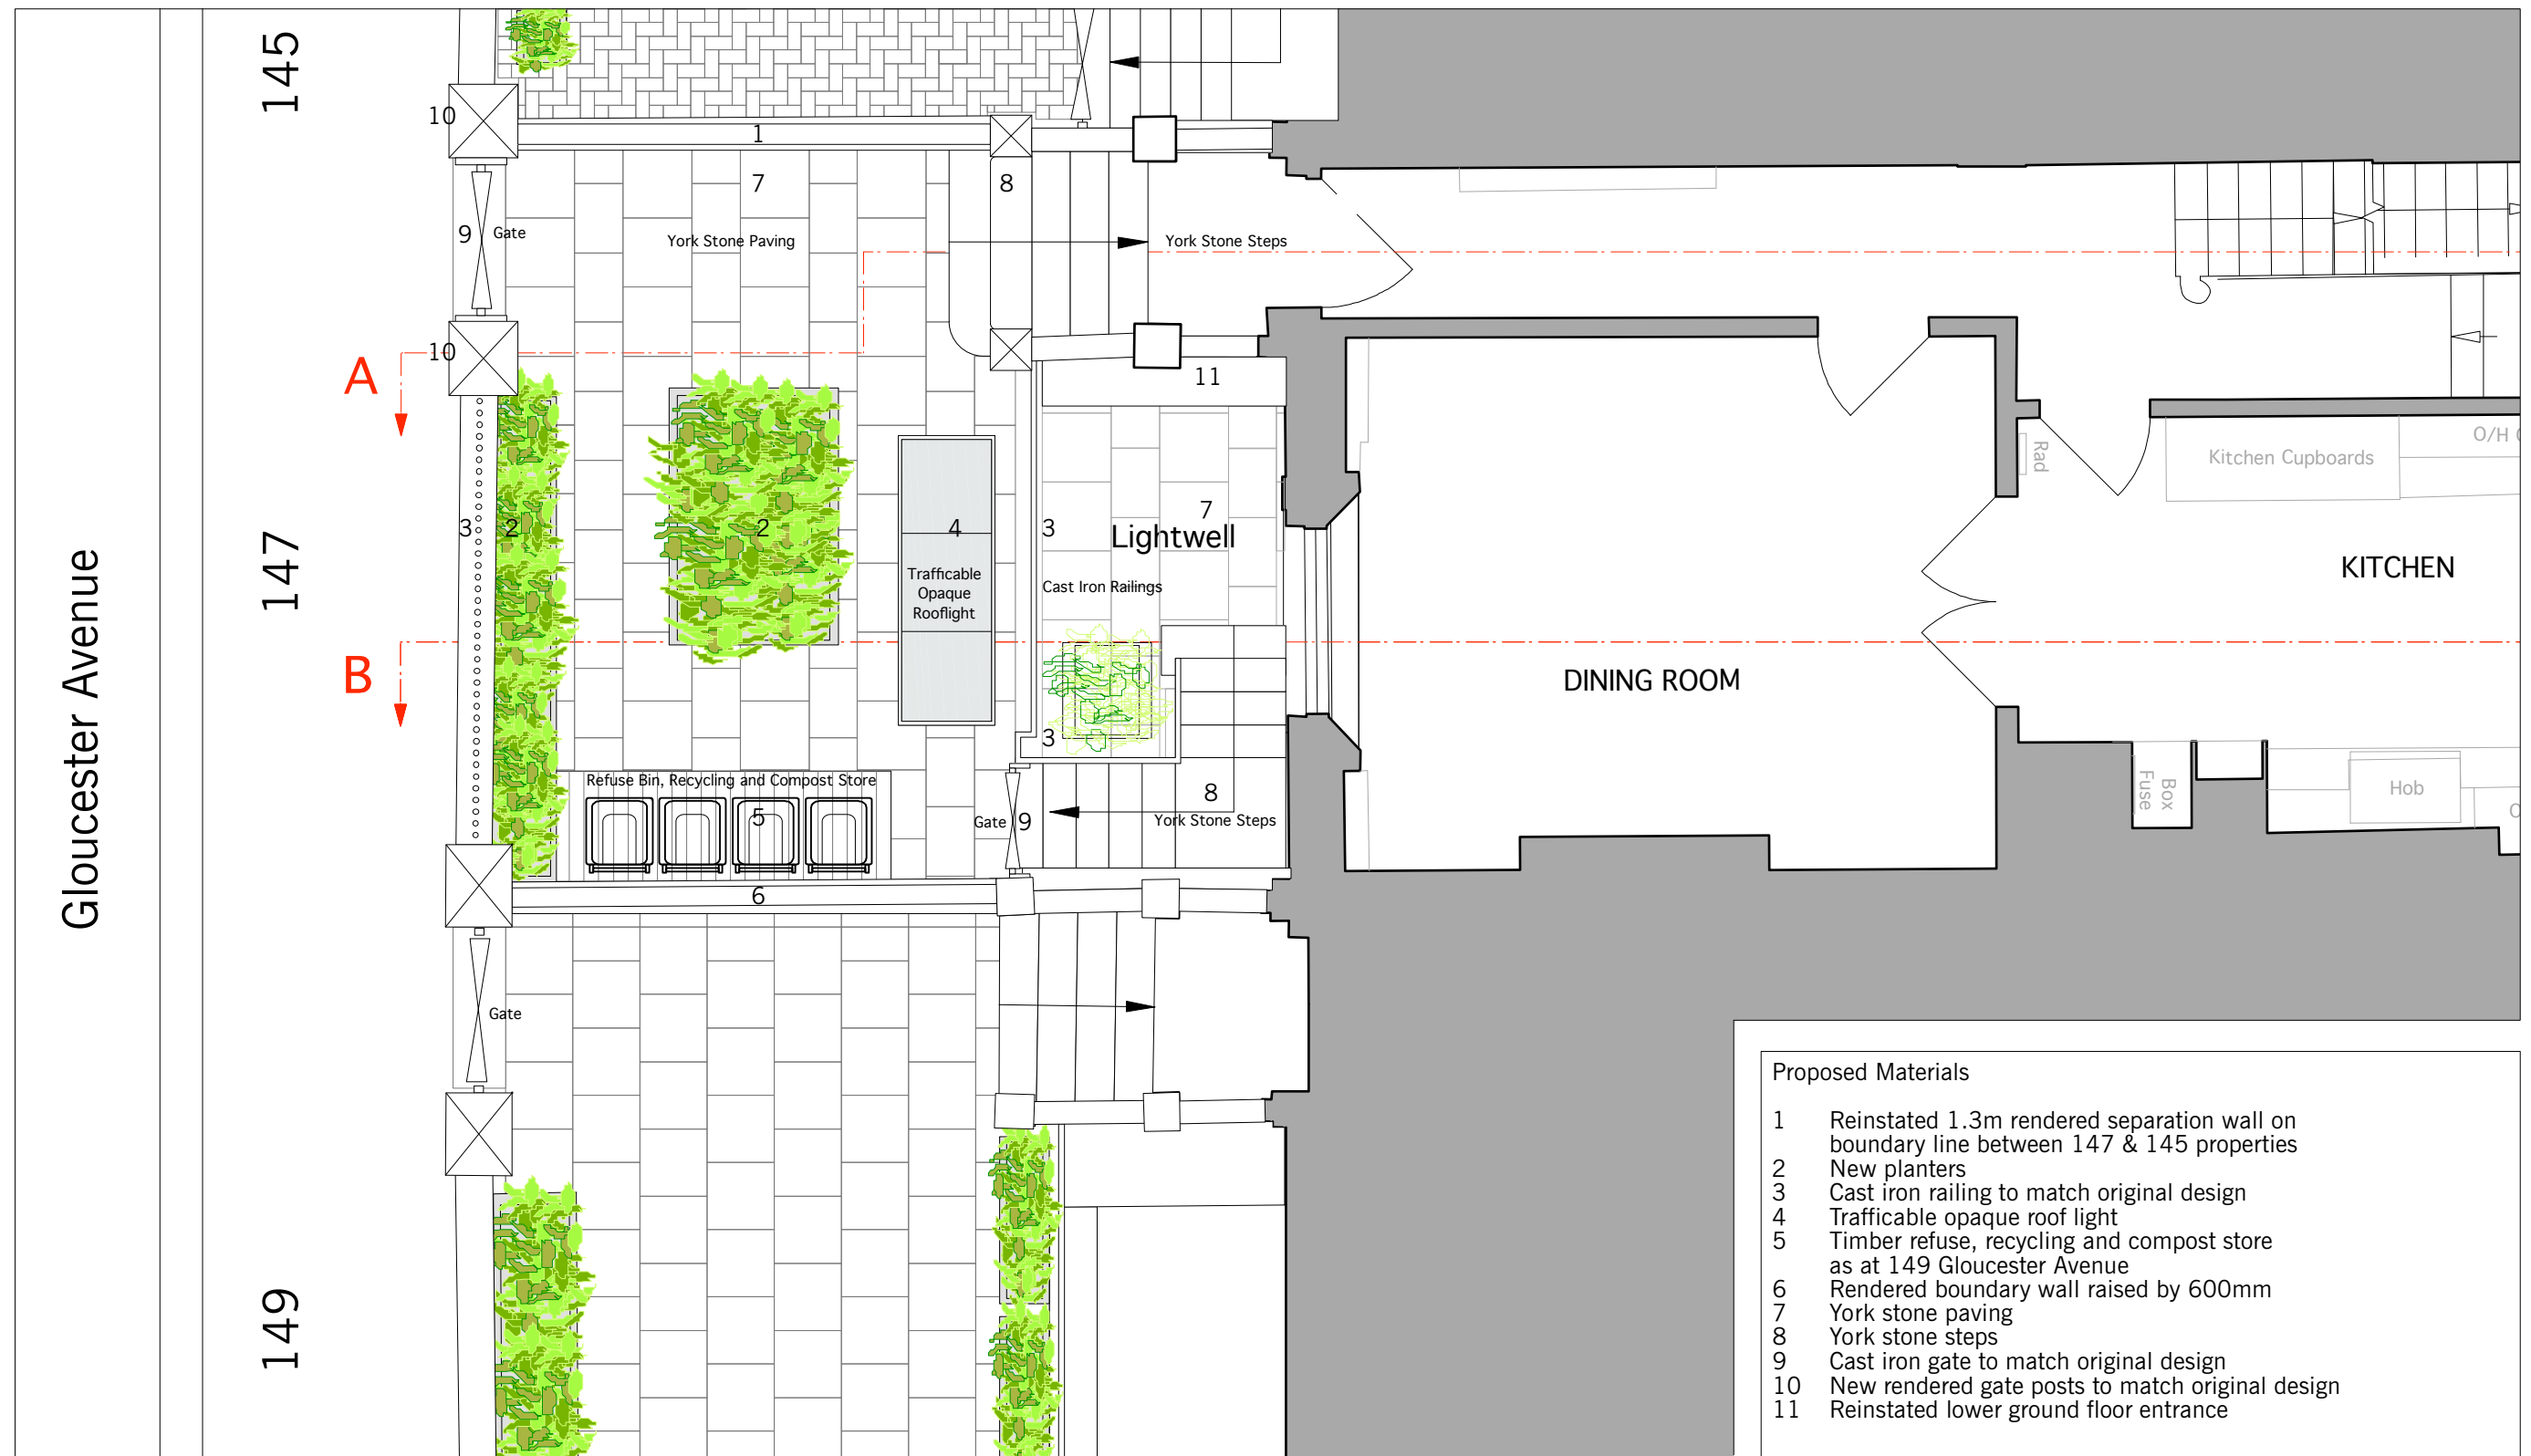 Gloucester Avenue
145
147
149
10
1
7
8
9
Gate
York Stone Paving
York Stone Steps
10
A
11
3
2
2
4
3
7
Lightwell
Trafficable
Opaque
Rooflight
Cast Iron Railings
B
3
Refuse Bin, Recycling and Compost Store
5
Gate
9
8
York Stone Steps
6
Gate
DINING ROOM
KITCHEN
Rad
Kitchen Cupboards
O/H
Fuse
Box
Hob
Proposed Materials
1 Reinstated 1.3m rendered separation wall on
boundary line between 147 & 145 properties
2 New planters
3 Cast iron railing to match original design
4 Trafficable opaque roof light
5 Timber refuse, recycling and compost store
as at 149 Gloucester Avenue
6 Rendered boundary wall raised by 600mm
7 York stone paving
8 York stone steps
9 Cast iron gate to match original design
10 New rendered gate posts to match original design
11 Reinstated lower ground floor entrance